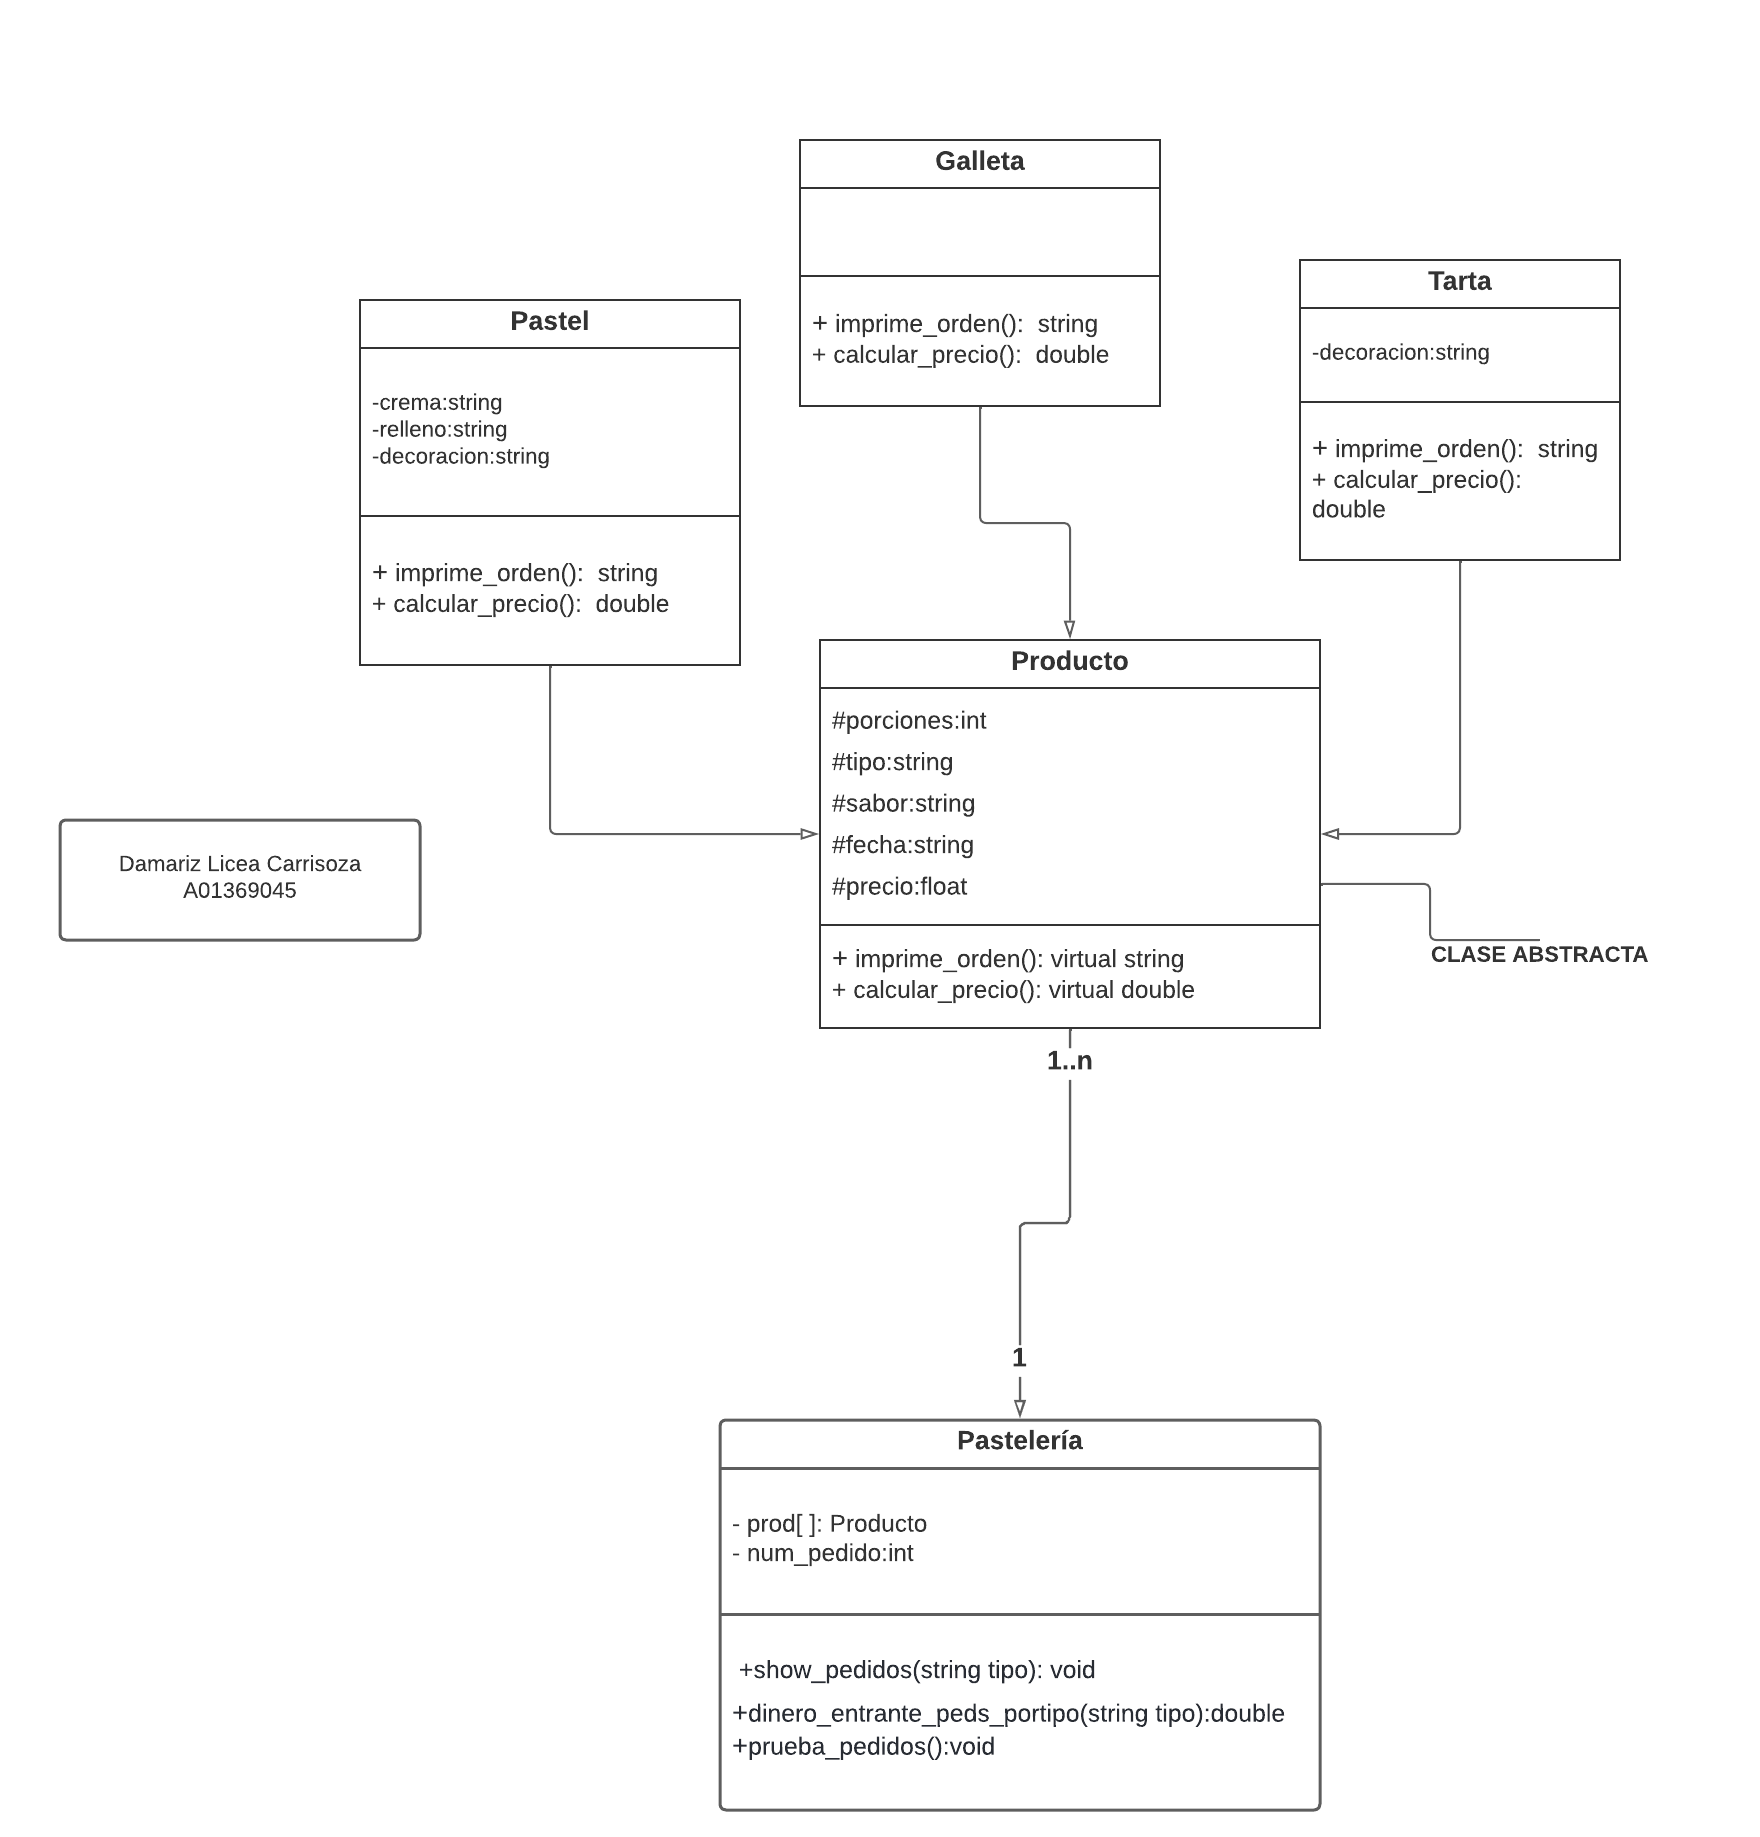 Galleta
+ imprime_orden():  string
+ calcular_precio():  double
Tarta
-decoracion:string
+ imprime_orden():  string
+ calcular_precio():
double
Pastel
-crema:string
-relleno:string
-decoracion:string
+ imprime_orden():  string
+ calcular_precio():  double
Producto
#porciones:int
#tipo:string
#sabor:string
#fecha:string
#precio:float
+ imprime_orden(): virtual string
+ calcular_precio(): virtual double
Damariz Licea Carrisoza
A01369045
CLASE ABSTRACTA
1..n
1
Pastelería
- prod[ ]: Producto
- num_pedido:int
+show_pedidos(string tipo): void
+dinero_entrante_peds_portipo(string tipo):double
+prueba_pedidos():void